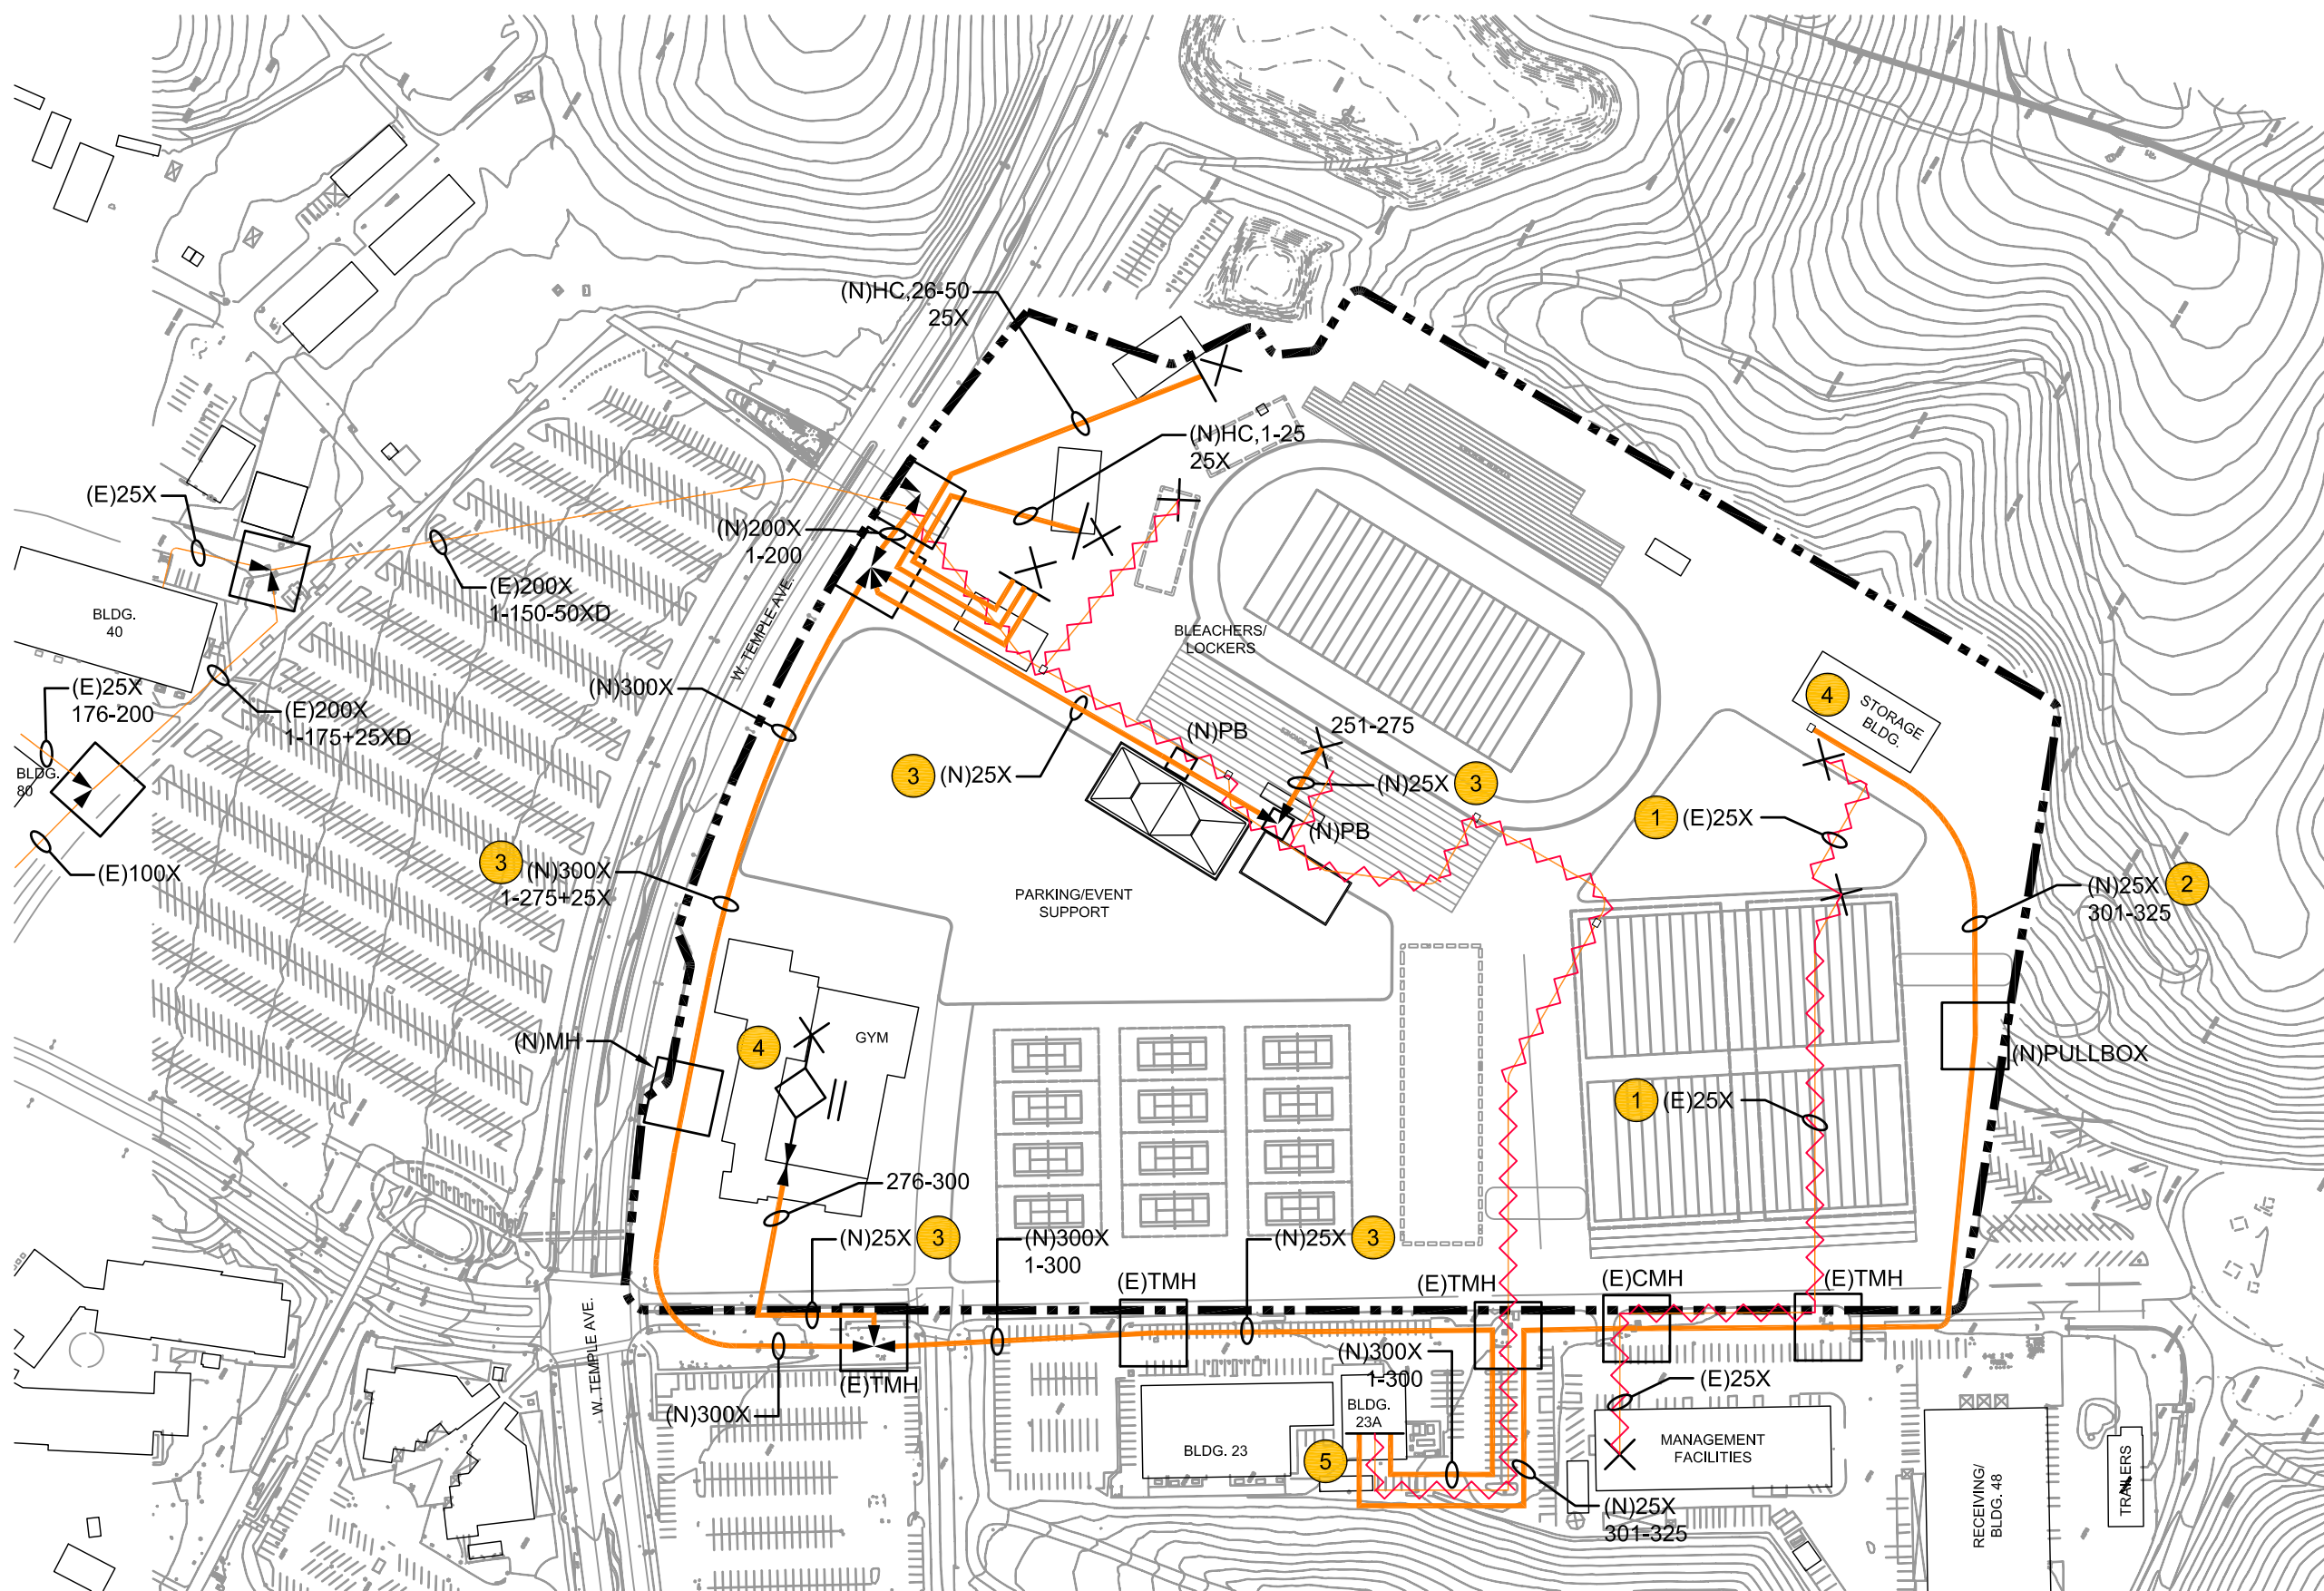 (N)HC,26-50
25X
(N)HC,1-25
25X
(E)25X
(N)200X
1-200
(E)200X
1-150-50XD
BLDG.
40
W. TEMPLE AVE.
BLEACHERS/
LOCKERS
(E)25X
176-200
(E)200X
1-175+25XD
(N)300X
4
STORAGE
BLDG.
(N)PB
251-275
BLDG.
80
3 (N)25X
(N)25X 3
1 (E)25X
(N)PB
(E)100X
3 (N)300X
1-275+25X
PARKING/EVENT
SUPPORT
(N)25X 2
301-325
(N)MH
4
GYM
(N)PULLBOX
1 (E)25X
276-300
(N)25X 3
(N)300X
1-300
(N)25X 3
(E)TMH
(E)TMH
(E)CMH
(E)TMH
W. TEMPLE AVE.
(N)300X
1-300
(E)TMH
(E)25X
(N)300X
BLDG.
23A
BLDG. 23
MANAGEMENT
FACILITIES
5
(N)25X
301-325
RECEIVING/
BLDG. 48
TRAILERS